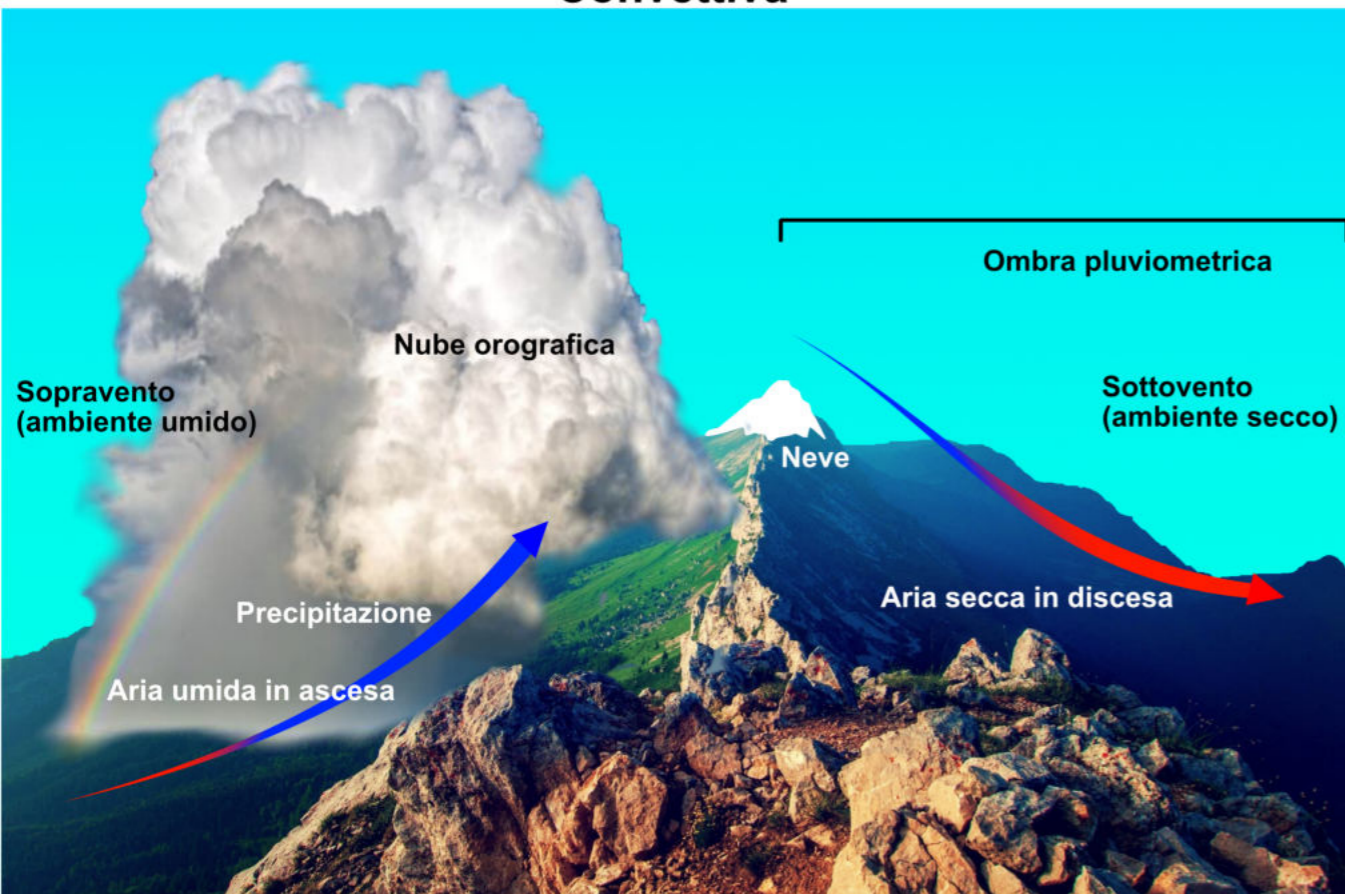 Convettiva
Ombra pluviometrica
Nube orografica
Sopravento
(ambiente umido)
Sottovento
(ambiente secco)
Neve
Precipitazione
Aria secca in discesa
Aria umida in ascesa